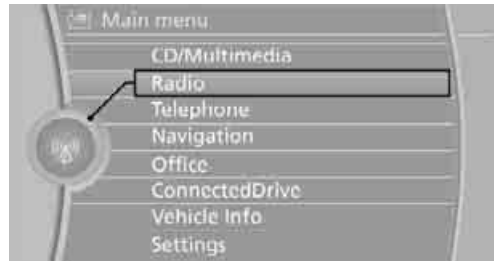 Main menu
CD/Multimedia
Radio
Telephone
Navigation
Office
ConnectedDrive
Vehicle Info
Settings